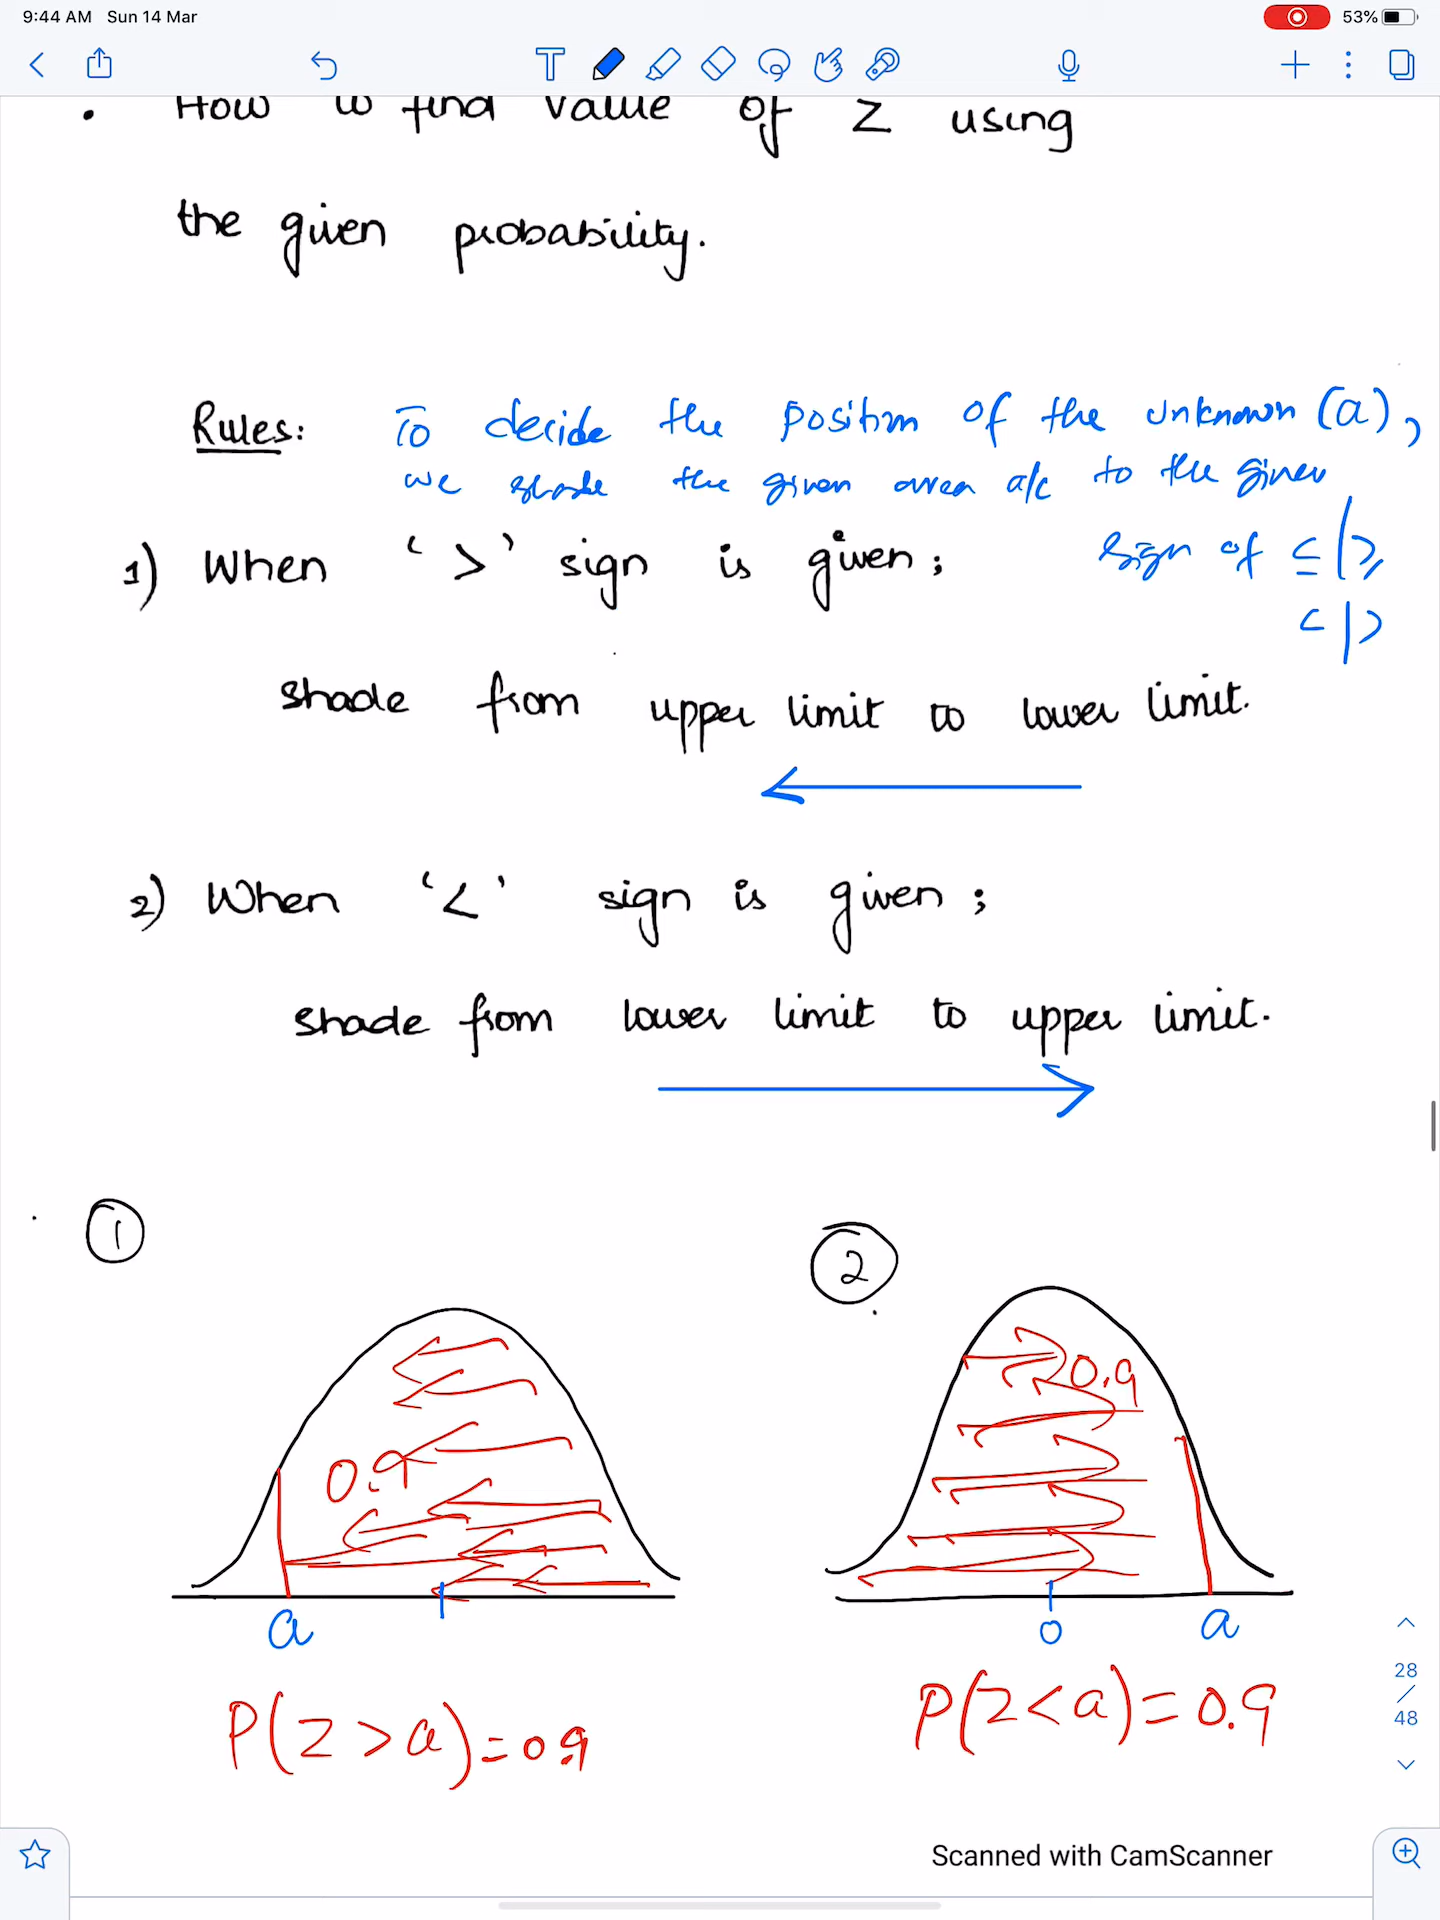 9:44 AM Sun 14 Mar
53%
T
• How to find value of Z using
the given probability.
Rules: To decide the position of the unknown (a),
we shade the given area a/c to the given
sign of ≤ | ≥
< | >
1) When ' > ' sign is given ;
shade from upper limit to lower limit.
2) When ' < ' sign is given ;
shade from lower limit to upper limit.
1
2
0.9
0.9
a
0
a
P(Z > a) = 0.9
P(Z < a) = 0.9
28
/
48
Scanned with CamScanner